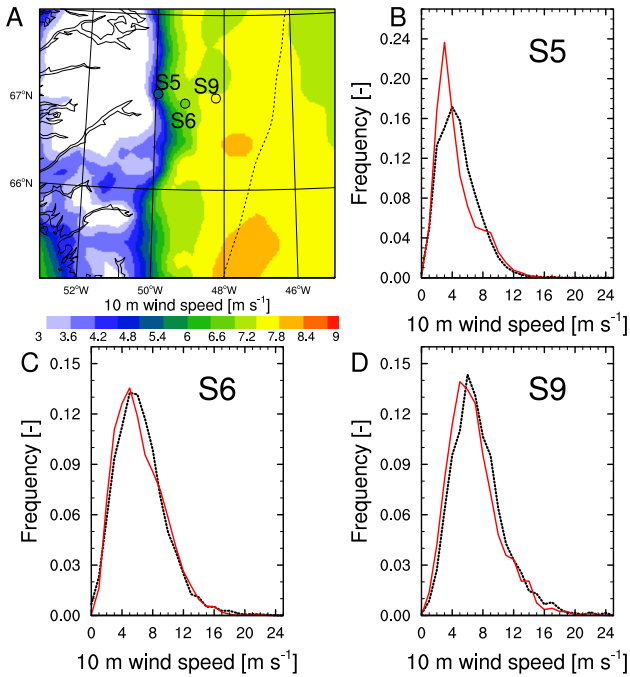 A
S5
S9
S6
67°N
66°N
52°W
50°W
48°W
46°W
10 m wind speed [m s⁻¹]
3 3.6 4.2 4.8 5.4 6 6.6 7.2 7.8 8.4 9
B
S5
Frequency [-]
0.24
0.20
0.16
0.12
0.08
0.04
0.00
0 4 8 12 16 20 24
10 m wind speed [m s⁻¹]
C
S6
Frequency [-]
0.15
0.12
0.09
0.06
0.03
0.00
0 4 8 12 16 20 24
10 m wind speed [m s⁻¹]
D
S9
Frequency [-]
0.15
0.12
0.09
0.06
0.03
0.00
0 4 8 12 16 20 24
10 m wind speed [m s⁻¹]